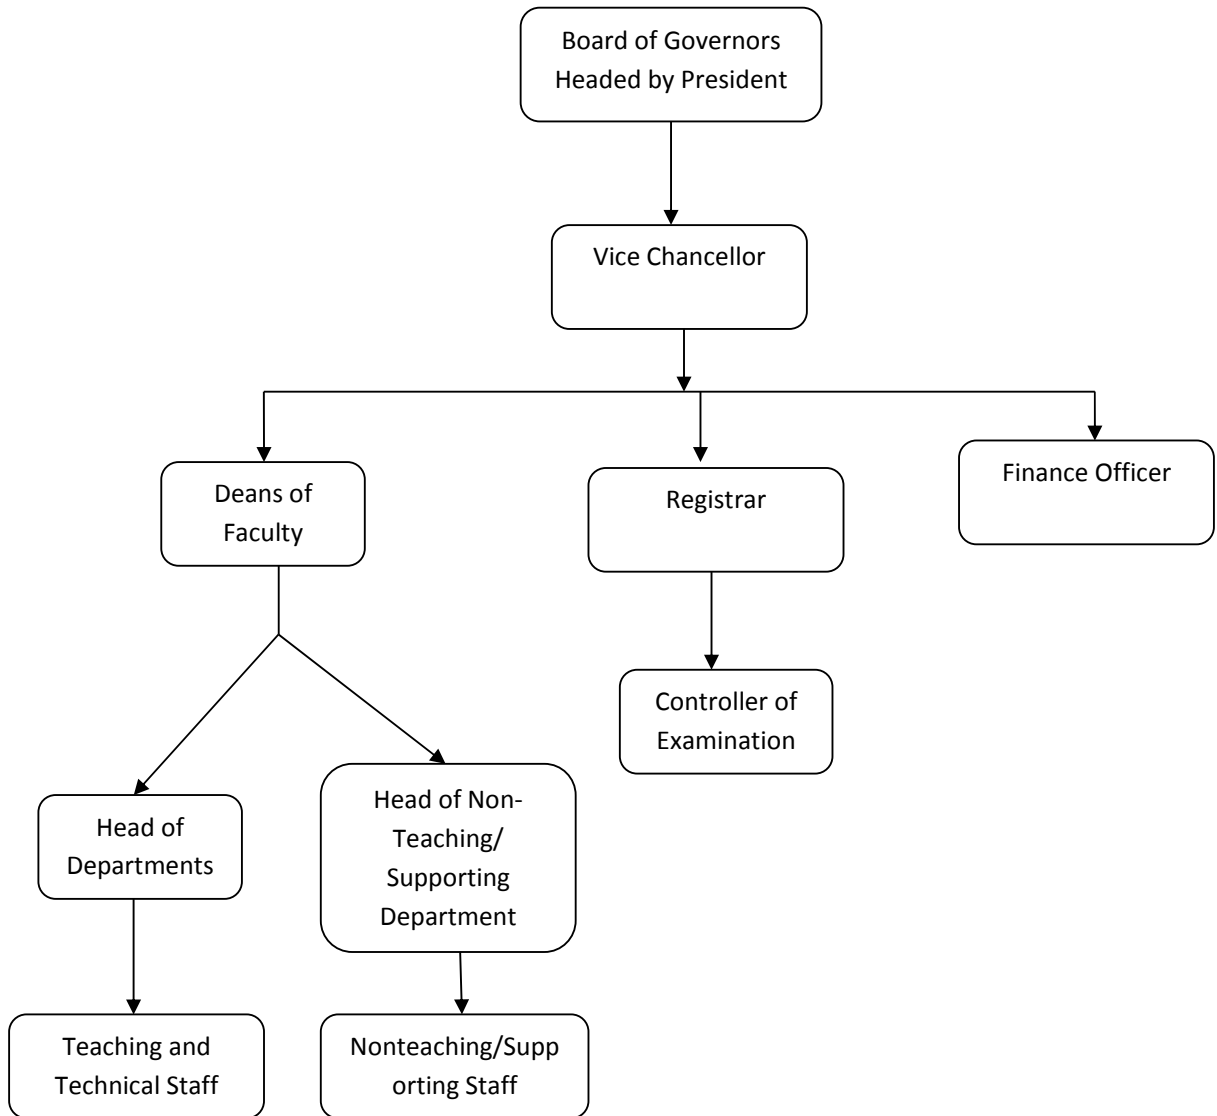 Board of Governors
Headed by President
Vice Chancellor
Deans of
Faculty
Registrar
Finance Officer
Controller of
Examination
Head of
Departments
Head of Non-
Teaching/
Supporting
Department
Teaching and
Technical Staff
Nonteaching/Supp
orting Staff